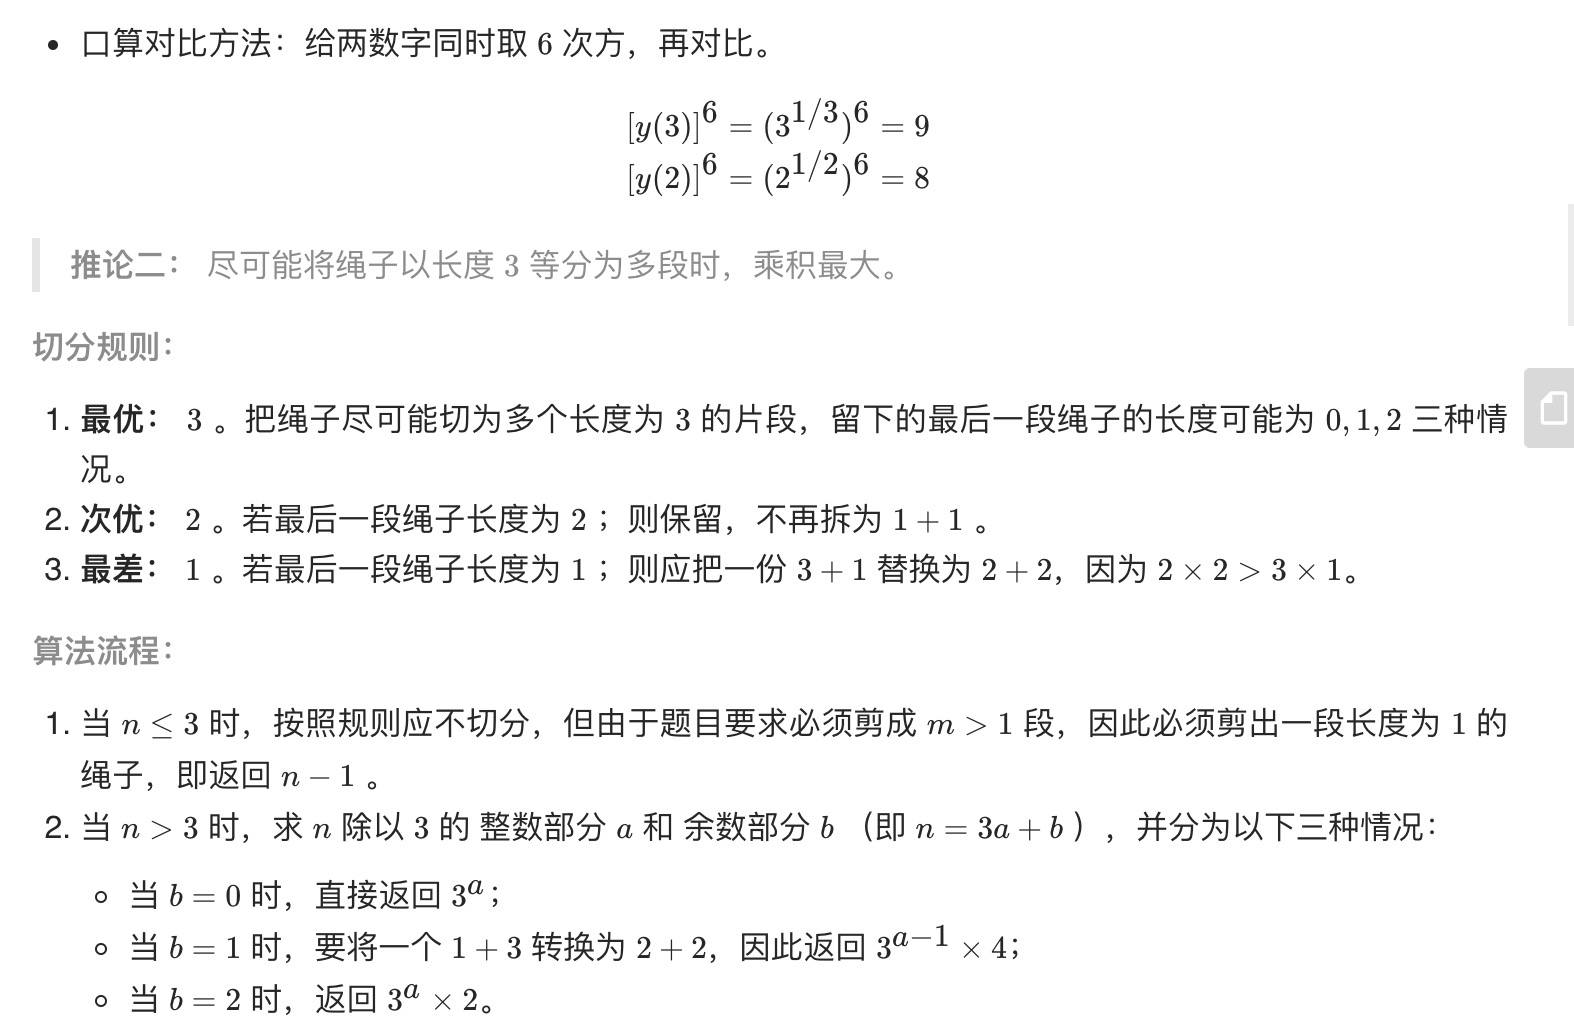 • 口算对比方法：给两数字同时取 6 次方，再对比。
[y(3)]^6 = (3^{1/3})^6 = 9
[y(2)]^6 = (2^{1/2})^6 = 8
推论二： 尽可能将绳子以长度 3 等分为多段时，乘积最大。
切分规则：
1. 最优： 3 。把绳子尽可能切为多个长度为 3 的片段，留下的最后一段绳子的长度可能为 0, 1, 2 三种情
况。
2. 次优： 2 。若最后一段绳子长度为 2 ；则保留，不再拆为 1 + 1 。
3. 最差： 1 。若最后一段绳子长度为 1 ；则应把一份 3 + 1 替换为 2 + 2，因为 2 × 2 > 3 × 1。
算法流程：
1. 当 n ≤ 3 时，按照规则应不切分，但由于题目要求必须剪成 m > 1 段，因此必须剪出一段长度为 1 的
绳子，即返回 n − 1 。
2. 当 n > 3 时，求 n 除以 3 的 整数部分 a 和 余数部分 b （即 n = 3a + b ），并分为以下三种情况：
◦ 当 b = 0 时，直接返回 3^a；
◦ 当 b = 1 时，要将一个 1 + 3 转换为 2 + 2，因此返回 3^{a−1} × 4；
◦ 当 b = 2 时，返回 3^a × 2。